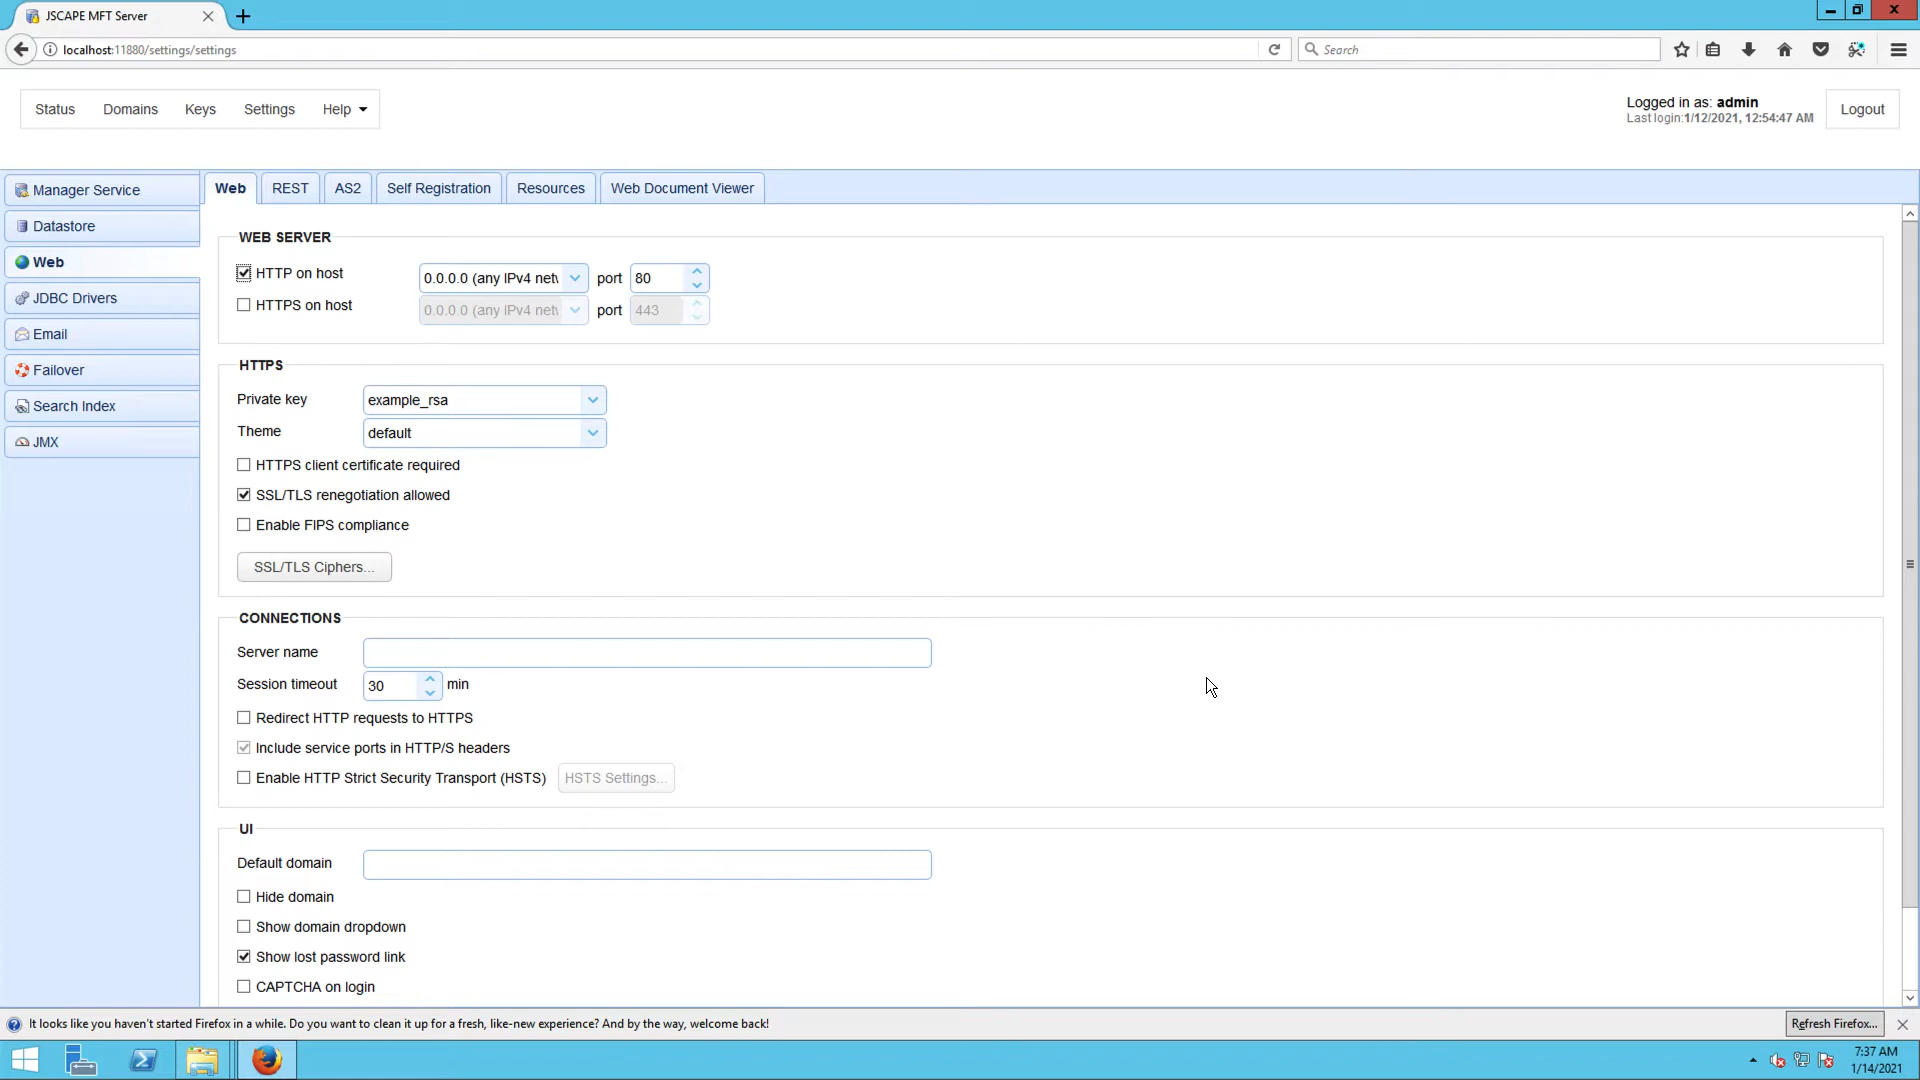 JSCAPE MFT Server
localhost:11880/settings/settings
Search
Status Domains Keys Settings Help
Logged in as: admin
Last login:1/12/2021, 12:54:47 AM
Logout
Manager Service
Datastore
Web
JDBC Drivers
Email
Failover
Search Index
JMX
Web REST AS2 Self Registration Resources Web Document Viewer
WEB SERVER
HTTP on host 0.0.0.0 (any IPv4 net port 80
HTTPS on host 0.0.0.0 (any IPv4 net port 443
HTTPS
Private key example_rsa
Theme default
HTTPS client certificate required
SSL/TLS renegotiation allowed
Enable FIPS compliance
SSL/TLS Ciphers...
CONNECTIONS
Server name
Session timeout 30 min
Redirect HTTP requests to HTTPS
Include service ports in HTTP/S headers
Enable HTTP Strict Security Transport (HSTS) HSTS Settings...
UI
Default domain
Hide domain
Show domain dropdown
Show lost password link
CAPTCHA on login
It looks like you haven't started Firefox in a while. Do you want to clean it up for a fresh, like-new experience? And by the way, welcome back!
Refresh Firefox...
7:37 AM
1/14/2021